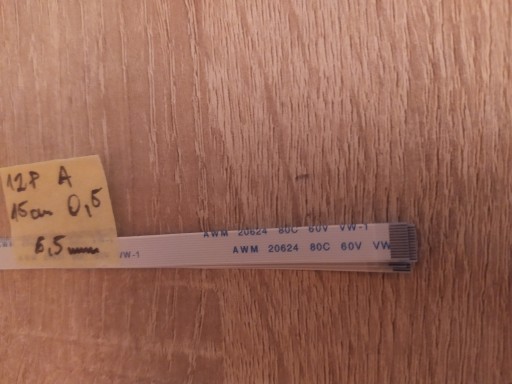 12P A
15cm 0,5
6,5mm
AWM 20624 80C 60V VW-1
AWM 20624 80C 60V VW
VW-1